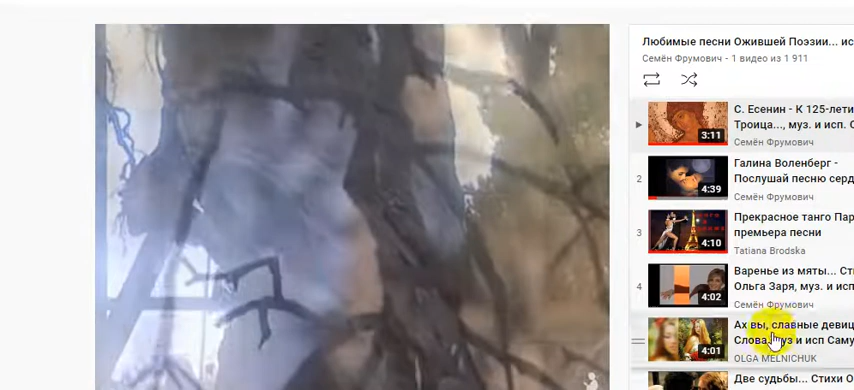 Любимые песни Ожившей Поэзии... ис
Семён Фрумович - 1 видео из 1 911
С. Есенин - К 125-лети
Троица..., муз. и исп. С
Семён Фрумович
3:11
2
Галина Воленберг -
Послушай песню серд
Семён Фрумович
4:39
3
Прекрасное танго Пар
премьера песни
Tatiana Brodska
4:10
4
Варенье из мяты... Ст
Ольга Заря, муз. и исп
Семён Фрумович
4:02
Ах вы, славные девиц
Слова, муз и исп Саму
OLGA MELNICHUK
4:01
Две судьбы... Стихи О